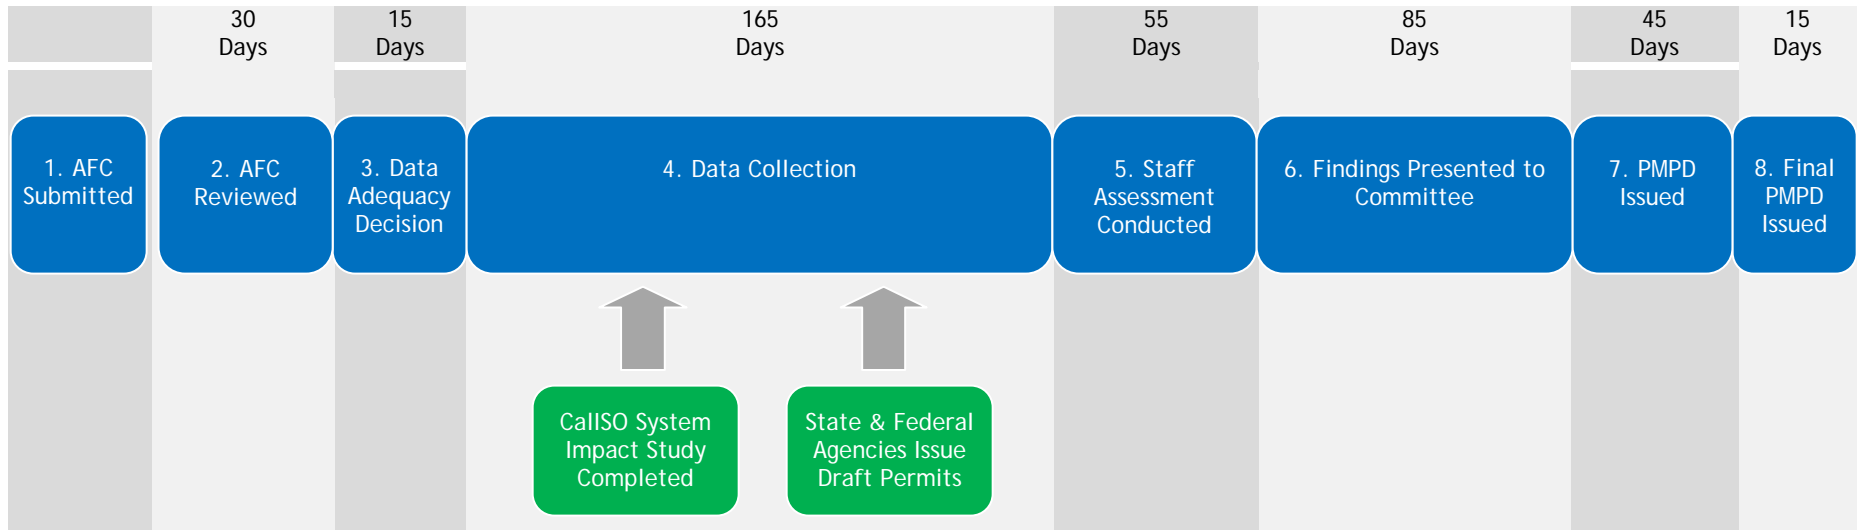 30
Days
15
Days
165
Days
55
Days
85
Days
45
Days
15
Days
1. AFC
Submitted
2. AFC
Reviewed
3. Data
Adequacy
Decision
4. Data Collection
5. Staff
Assessment
Conducted
6. Findings Presented to
Committee
7. PMPD
Issued
8. Final
PMPD
Issued
CalISO System
Impact Study
Completed
State & Federal
Agencies Issue
Draft Permits